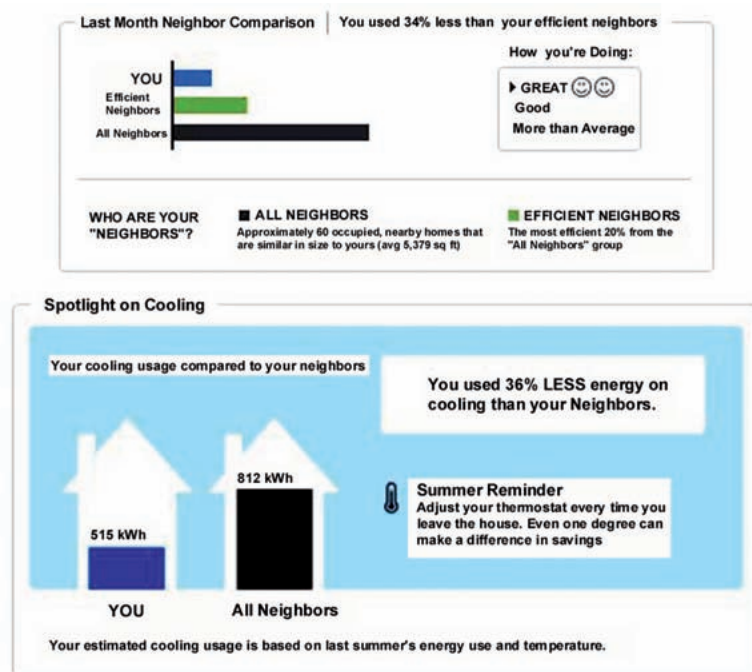 Last Month Neighbor Comparison | You used 34% less than your efficient neighbors
How you're Doing:
YOU
Efficient
Neighbors
All Neighbors
GREAT
Good
More than Average
WHO ARE YOUR
"NEIGHBORS"?
ALL NEIGHBORS
Approximately 60 occupied, nearby homes that
are similar in size to yours (avg 5,379 sq ft)
EFFICIENT NEIGHBORS
The most efficient 20% from the
"All Neighbors" group
Spotlight on Cooling
Your cooling usage compared to your neighbors
You used 36% LESS energy on
cooling than your Neighbors.
812 kWh
515 kWh
Summer Reminder
Adjust your thermostat every time you
leave the house. Even one degree can
make a difference in savings
YOU
All Neighbors
Your estimated cooling usage is based on last summer's energy use and temperature.